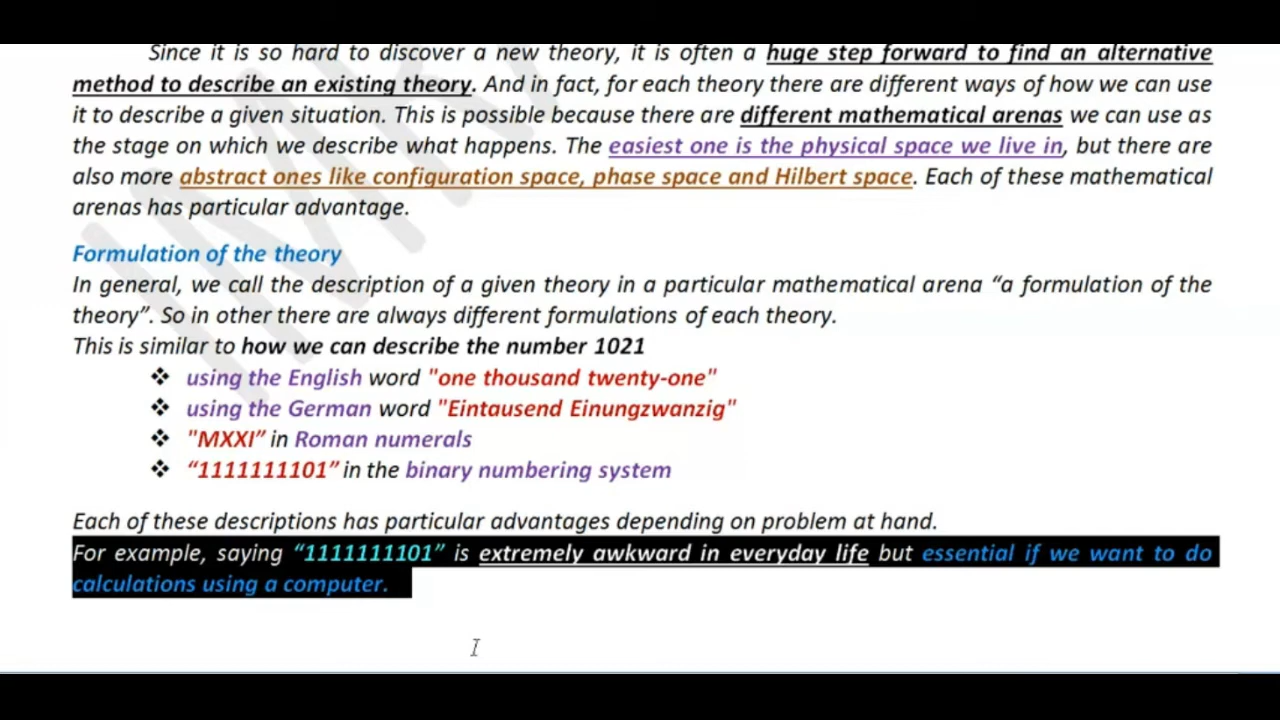 Since it is so hard to discover a new theory, it is often a huge step forward to find an alternative
method to describe an existing theory. And in fact, for each theory there are different ways of how we can use
it to describe a given situation. This is possible because there are different mathematical arenas we can use as
the stage on which we describe what happens. The easiest one is the physical space we live in, but there are
also more abstract ones like configuration space, phase space and Hilbert space. Each of these mathematical
arenas has particular advantage.
Formulation of the theory
In general, we call the description of a given theory in a particular mathematical arena “a formulation of the
theory”. So in other there are always different formulations of each theory.
This is similar to how we can describe the number 1021
❖ using the English word "one thousand twenty-one"
❖ using the German word "Eintausend Einungzwanzig"
❖ "MXXI” in Roman numerals
❖ “1111111101” in the binary numbering system
Each of these descriptions has particular advantages depending on problem at hand.
For example, saying “1111111101” is extremely awkward in everyday life but essential if we want to do
calculations using a computer.